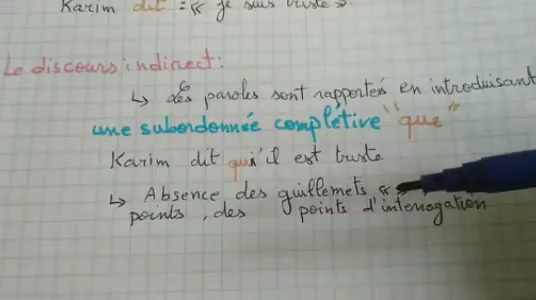 Karim dit : « je suis triste ».
Le discours indirect :
↳ Les paroles sont rapportés en introduisant
une subordonnée complétive "que"
Karim dit qu'il est triste
↳ Absence des guillemets « »
points, des points d'interrogation